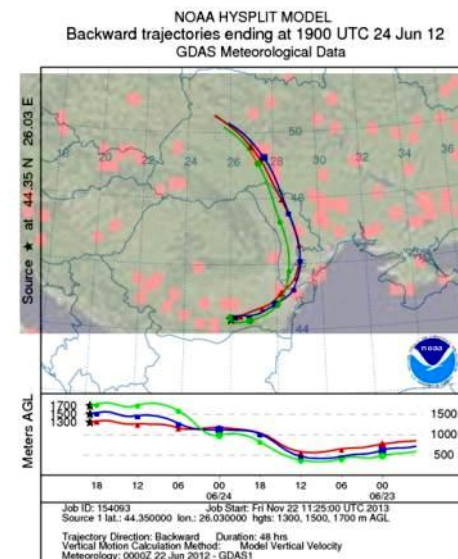 NOAA HYSPLIT MODEL
Backward trajectories ending at 1900 UTC 24 Jun 12
GDAS Meteorological Data
Source ★ at 44.35 N 26.03 E
50
16 18 20 22 24 26 28 30 32 34 36
48
44
noaa
Meters AGL
1700
1500
1300
1500
1000
500
18 12 06 00 18 12 06 00
06/24 06/23
Job ID: 154093 Job Start: Fri Nov 22 11:25:00 UTC 2013
Source 1 lat.: 44.350000 lon.: 26.030000 hgts: 1300, 1500, 1700 m AGL
Trajectory Direction: Backward Duration: 48 hrs
Vertical Motion Calculation Method: Model Vertical Velocity
Meteorology: 0000Z 22 Jun 2012 - GDAS1